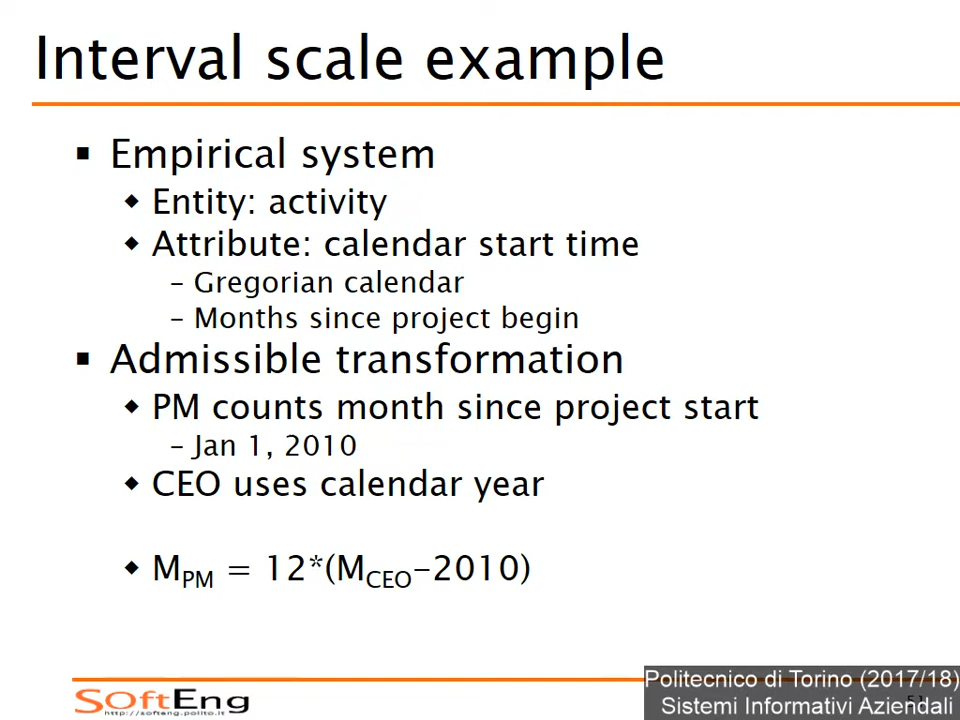 Interval scale example
▪ Empirical system
◆ Entity: activity
◆ Attribute: calendar start time
– Gregorian calendar
– Months since project begin
▪ Admissible transformation
◆ PM counts month since project start
– Jan 1, 2010
◆ CEO uses calendar year
◆ M_PM = 12*(M_CEO–2010)
SOftEng
http://softeng.polito.it
Politecnico di Torino (2017/18)
Sistemi Informativi Aziendali